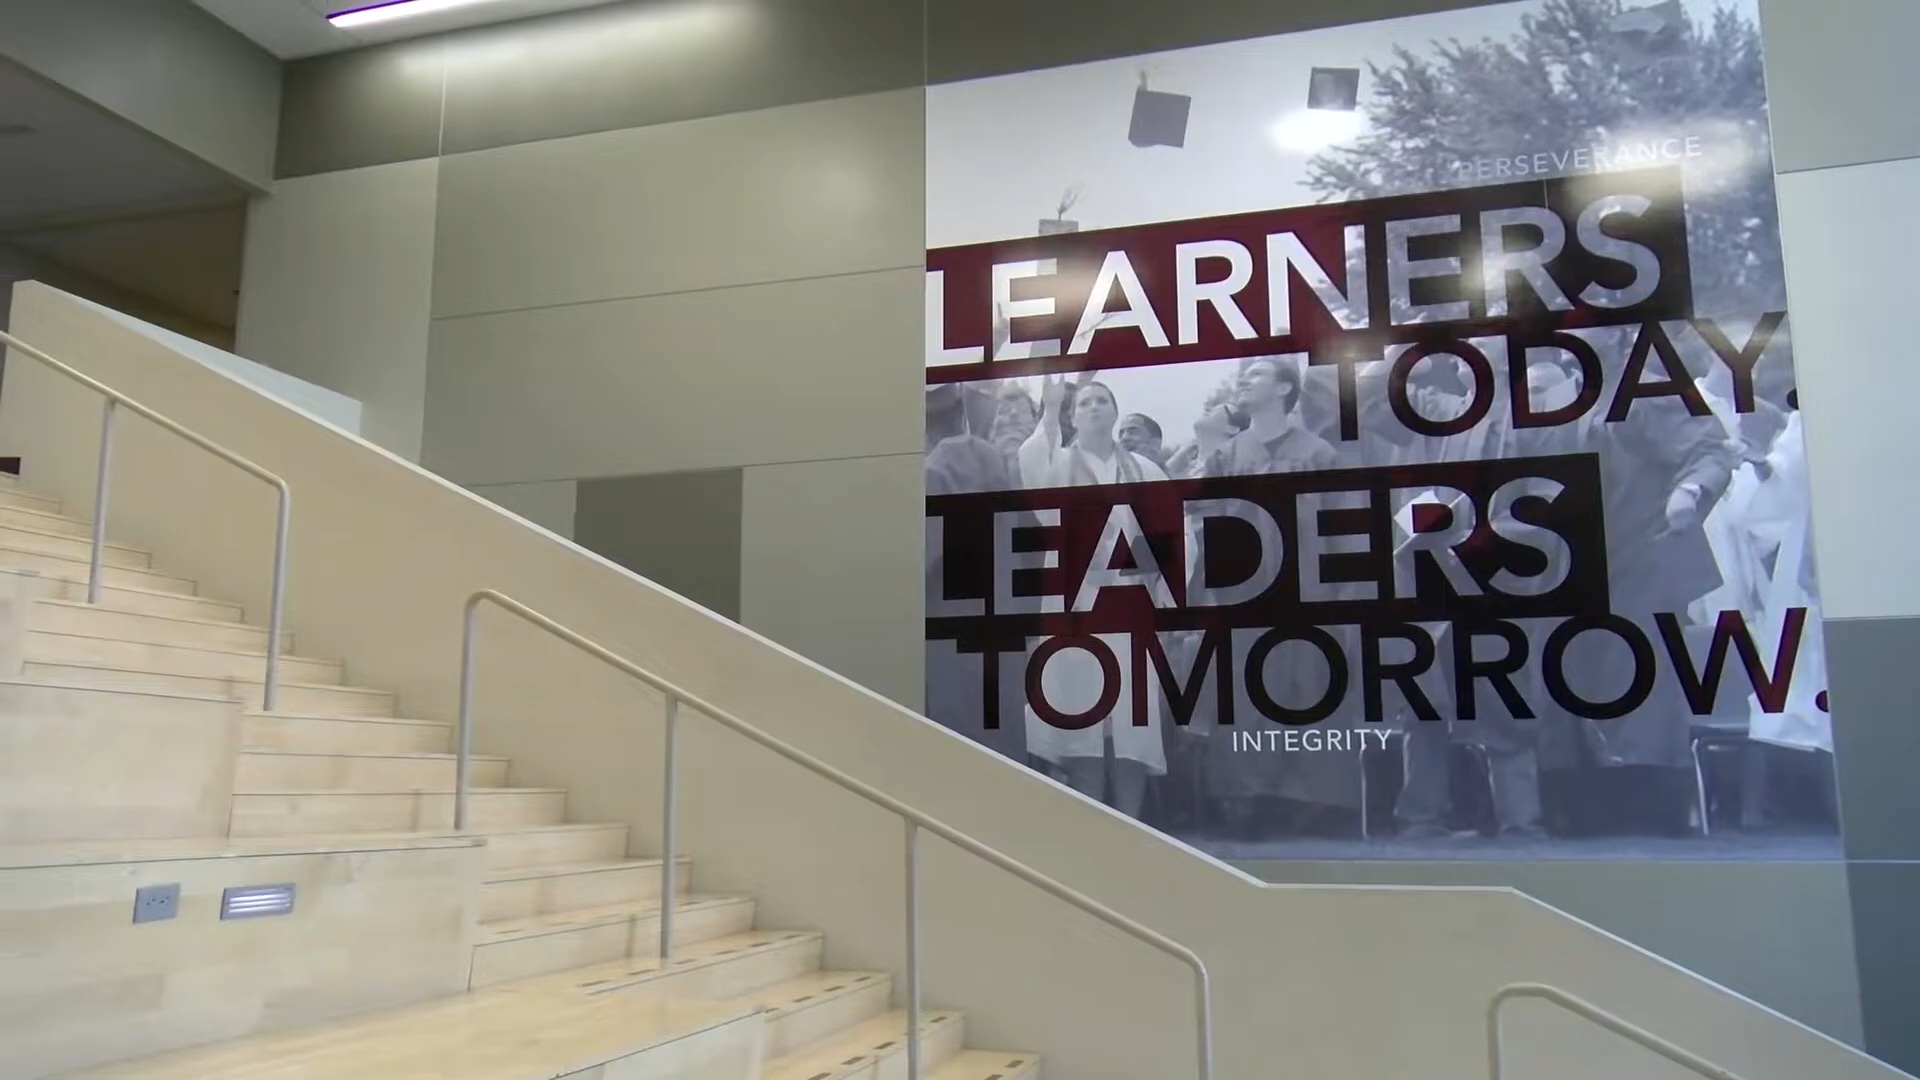 PERSEVERANCE
LEARNERS
TODAY.
LEADERS
TOMORROW.
INTEGRITY